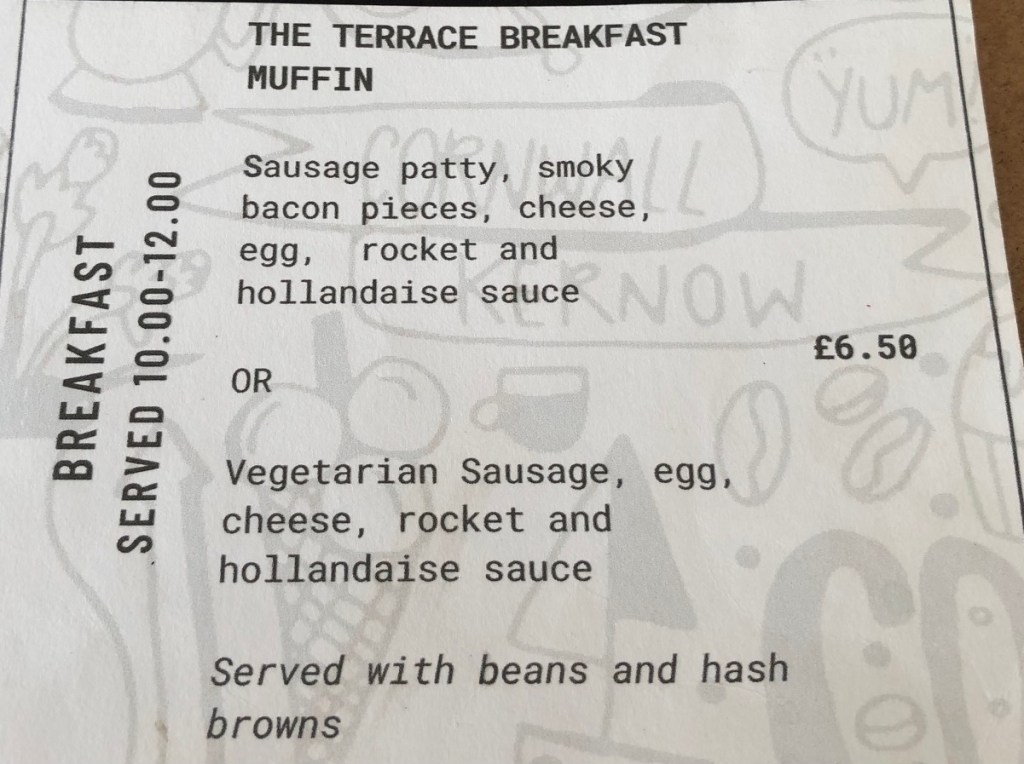 THE TERRACE BREAKFAST
MUFFIN
Sausage patty, smoky
bacon pieces, cheese,
egg, rocket and
hollandaise sauce
£6.50
OR
Vegetarian Sausage, egg,
cheese, rocket and
hollandaise sauce
Served with beans and hash
browns
BREAKFAST
SERVED 10.00-12.00
CORNWALL
KERNOW
YUM!